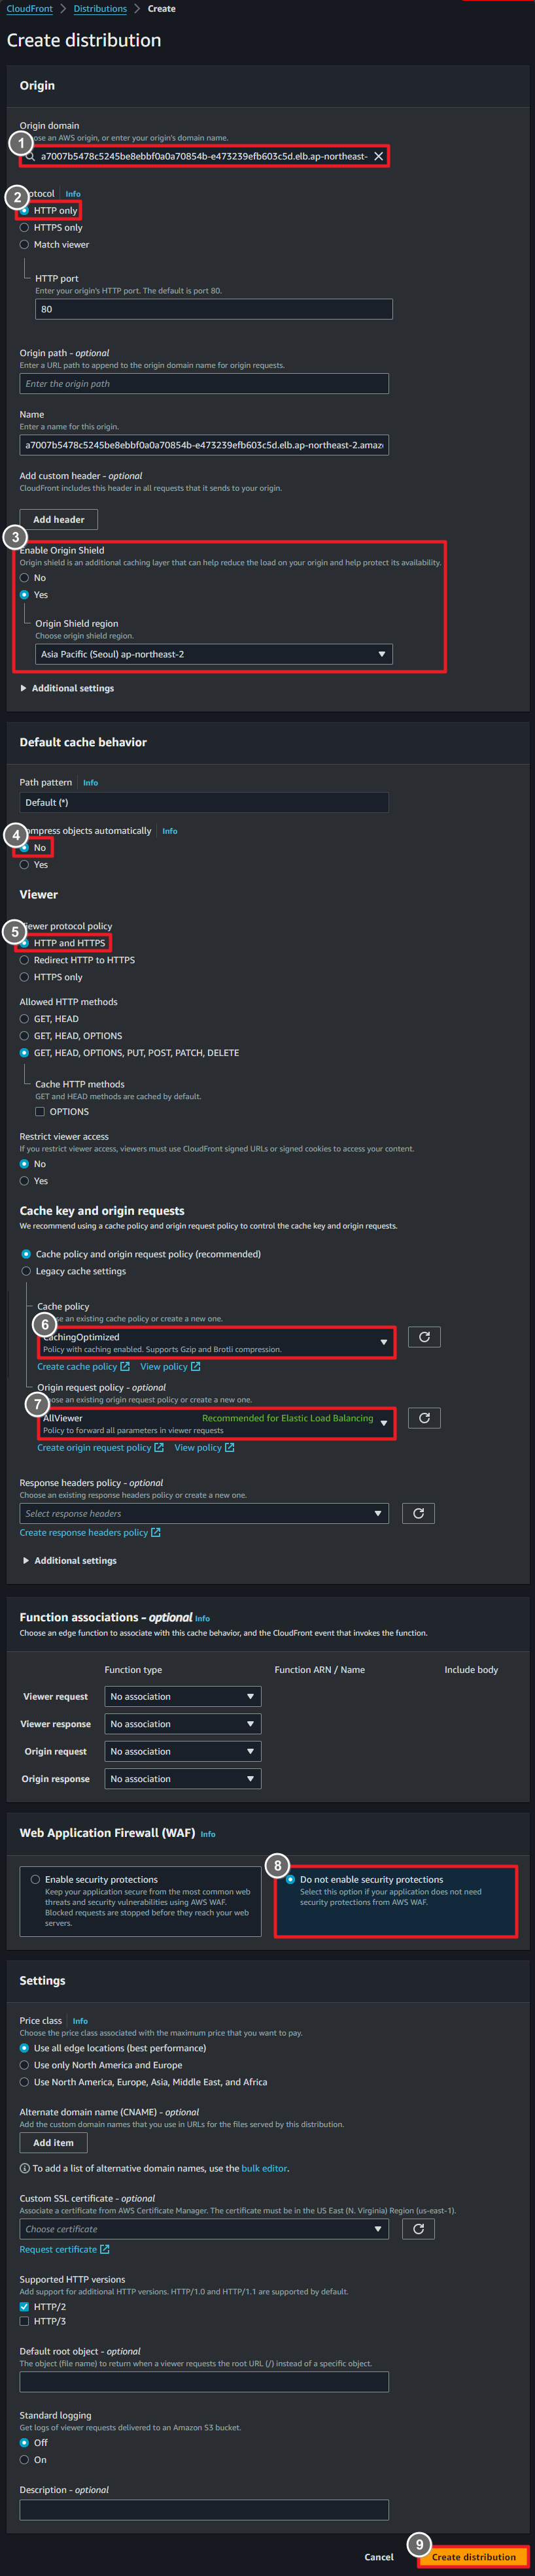 CloudFront > Distributions > Create
Create distribution
Origin
Origin domain
oose an AWS origin, or enter your origin's domain name.
1
a7007b5478c5245be8ebbf0a0a70854b-e473239efb603c5d.elb.ap-northeast-
2
otocol Info
HTTP only
HTTPS only
Match viewer
HTTP port
Enter your origin's HTTP port. The default is port 80.
80
Origin path - optional
Enter a URL path to append to the origin domain name for origin requests.
Enter the origin path
Name
Enter a name for this origin.
a7007b5478c5245be8ebbf0a0a70854b-e473239efb603c5d.elb.ap-northeast-2.amaz
Add custom header - optional
CloudFront includes this header in all requests that it sends to your origin.
Add header
3
Enable Origin Shield
Origin shield is an additional caching layer that can help reduce the load on your origin and help protect its availability.
No
Yes
Origin Shield region
Choose origin shield region.
Asia Pacific (Seoul) ap-northeast-2
Additional settings
Default cache behavior
Path pattern Info
Default (*)
4
ompress objects automatically Info
No
Yes
Viewer
5
ewer protocol policy
HTTP and HTTPS
Redirect HTTP to HTTPS
HTTPS only
Allowed HTTP methods
GET, HEAD
GET, HEAD, OPTIONS
GET, HEAD, OPTIONS, PUT, POST, PATCH, DELETE
Cache HTTP methods
GET and HEAD methods are cached by default.
OPTIONS
Restrict viewer access
If you restrict viewer access, viewers must use CloudFront signed URLs or signed cookies to access your content.
No
Yes
Cache key and origin requests
We recommend using a cache policy and origin request policy to control the cache key and origin requests.
Cache policy and origin request policy (recommended)
Legacy cache settings
Cache policy
ose an existing cache policy or create a new one.
6
CachingOptimized
Policy with caching enabled. Supports Gzip and Brotli compression.
Create cache policy View policy
Origin request policy - optional
oose an existing origin request policy or create a new one.
7
AllViewer Recommended for Elastic Load Balancing
Policy to forward all parameters in viewer requests
Create origin request policy View policy
Response headers policy - optional
Choose an existing response headers policy or create a new one.
Select response headers
Create response headers policy
Additional settings
Function associations - optional Info
Choose an edge function to associate with this cache behavior, and the CloudFront event that invokes the function.
Function type Function ARN / Name Include body
Viewer request No association
Viewer response No association
Origin request No association
Origin response No association
Web Application Firewall (WAF) Info
8
Enable security protections
Keep your application secure from the most common web
threats and security vulnerabilities using AWS WAF.
Blocked requests are stopped before they reach your web
servers.
Do not enable security protections
Select this option if your application does not need
security protections from AWS WAF.
Settings
Price class Info
Choose the price class associated with the maximum price that you want to pay.
Use all edge locations (best performance)
Use only North America and Europe
Use North America, Europe, Asia, Middle East, and Africa
Alternate domain name (CNAME) - optional
Add the custom domain names that you use in URLs for the files served by this distribution.
Add item
To add a list of alternative domain names, use the bulk editor.
Custom SSL certificate - optional
Associate a certificate from AWS Certificate Manager. The certificate must be in the US East (N. Virginia) Region (us-east-1).
Choose certificate
Request certificate
Supported HTTP versions
Add support for additional HTTP versions. HTTP/1.0 and HTTP/1.1 are supported by default.
HTTP/2
HTTP/3
Default root object - optional
The object (file name) to return when a viewer requests the root URL (/) instead of a specific object.
Standard logging
Get logs of viewer requests delivered to an Amazon S3 bucket.
Off
On
Description - optional
9
Cancel Create distribution